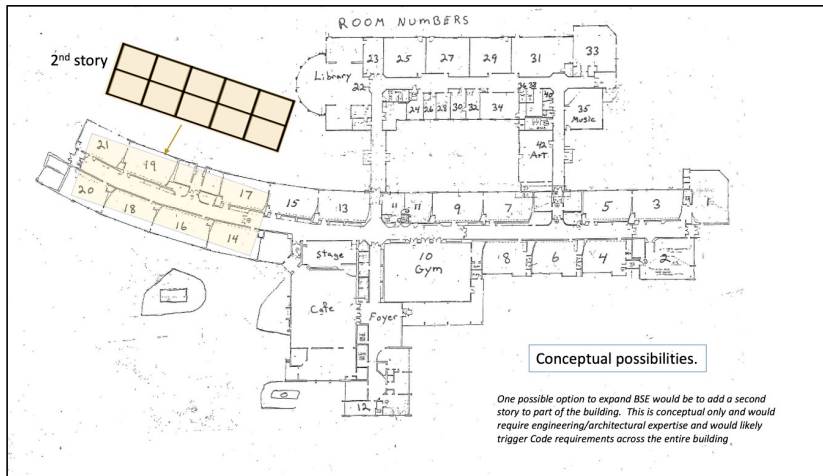 ROOM NUMBERS
2nd story
Library
22
23
25
27
29
31
33
24
26
28
30
32
34
36
38
40
35
Music
42
Art
21
19
17
15
13
11
11
9
7
5
3
1
20
18
16
14
Stage
10
Gym
8
6
4
2
Cafe
Foyer
12
Conceptual possibilities.
One possible option to expand BSE would be to add a second
story to part of the building. This is conceptual only and would
require engineering/architectural expertise and would likely
trigger Code requirements across the entire building